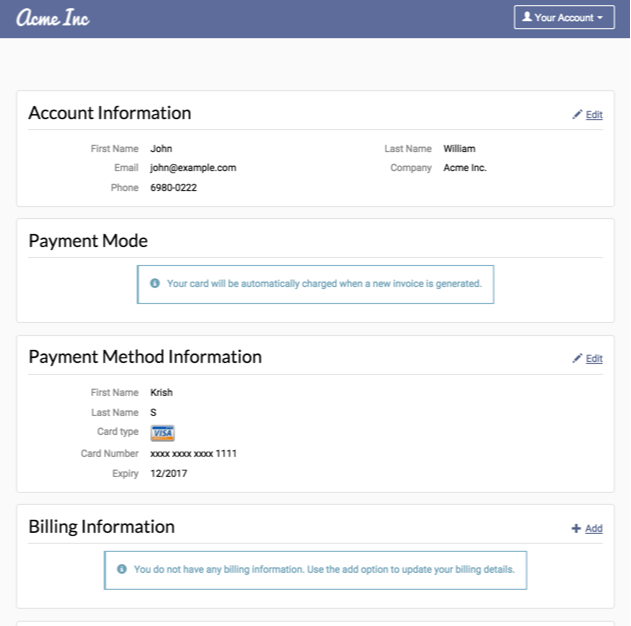 Acme Inc
Your Account
Account Information
Edit
First Name John
Last Name William
Email john@example.com
Company Acme Inc.
Phone 6980-0222
Payment Mode
Your card will be automatically charged when a new invoice is generated.
Payment Method Information
Edit
First Name Krish
Last Name S
Card type VISA
Card Number xxxx xxxx xxxx 1111
Expiry 12/2017
Billing Information
+ Add
You do not have any billing information. Use the add option to update your billing details.